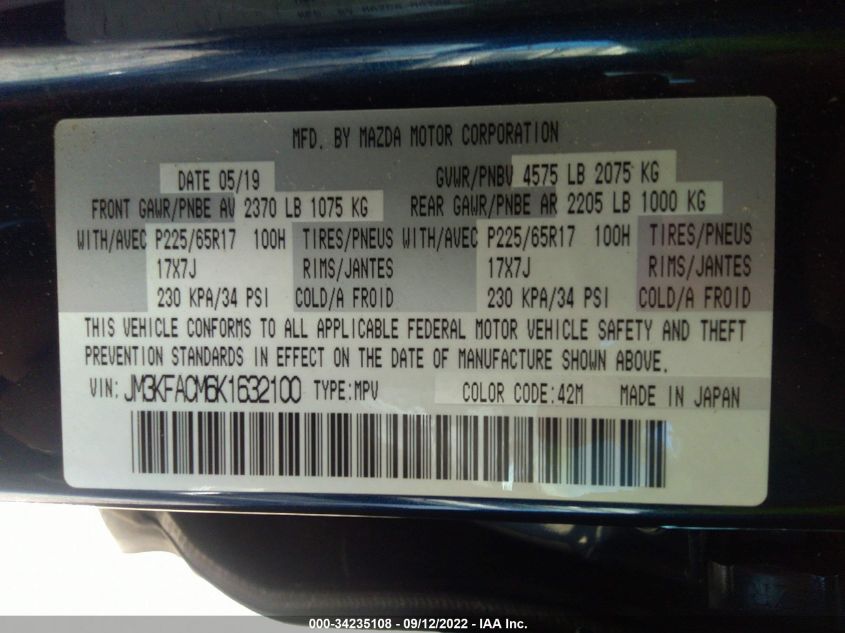 MFD. BY MAZDA MOTOR CORPORATION
DATE 05/19 GVWR/PNBV 4575 LB 2075 KG
FRONT GAWR/PNBE AV 2370 LB 1075 KG REAR GAWR/PNBE AR 2205 LB 1000 KG
WITH/AVEC P225/65R17 100H TIRES/PNEUS WITH/AVEC P225/65R17 100H TIRES/PNEUS
17X7J RIMS/JANTES 17X7J RIMS/JANTES
230 KPA/34 PSI COLD/A FROID 230 KPA/34 PSI COLD/A FROID
THIS VEHICLE CONFORMS TO ALL APPLICABLE FEDERAL MOTOR VEHICLE SAFETY AND THEFT
PREVENTION STANDARDS IN EFFECT ON THE DATE OF MANUFACTURE SHOWN ABOVE.
VIN: JM3KFACM6K1632100 TYPE:MPV COLOR CODE:42M MADE IN JAPAN
000-34235108 - 09/12/2022 - IAA Inc.